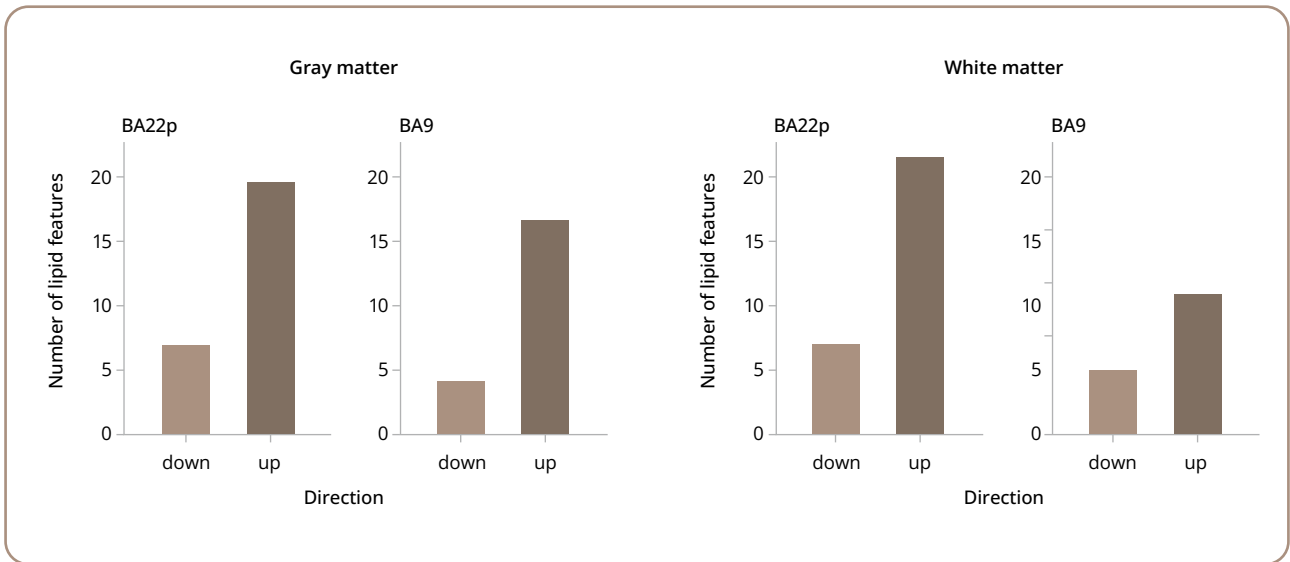 Gray matter
White matter
BA22p
BA9
BA22p
BA9
Number of lipid features
20
15
10
5
0
20
15
10
5
0
Number of lipid features
20
15
10
5
0
20
15
10
5
0
down up
down up
down up
down up
Direction
Direction